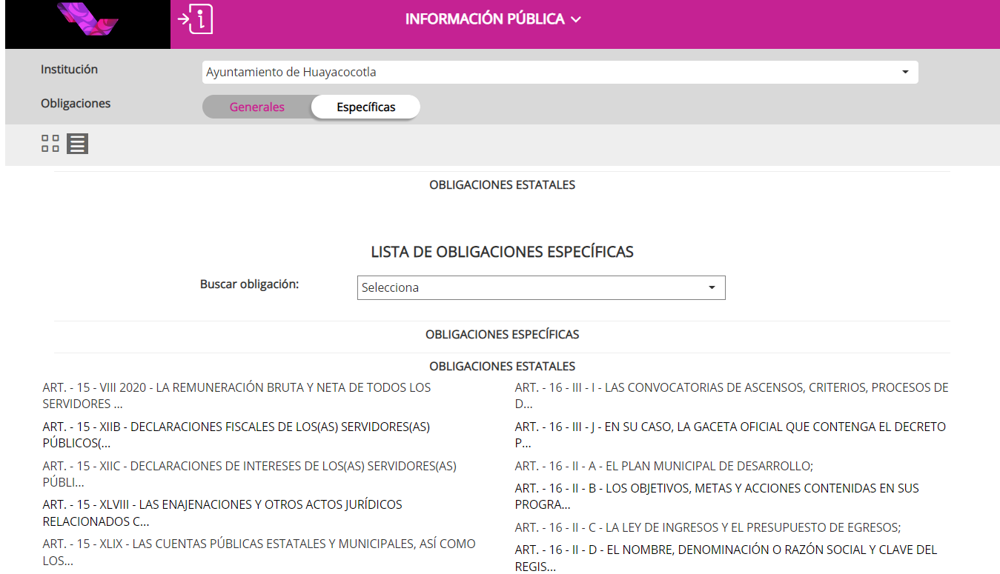 INFORMACIÓN PÚBLICA
Institución
Ayuntamiento de Huayacocotla
Obligaciones
Generales
Específicas
OBLIGACIONES ESTATALES
LISTA DE OBLIGACIONES ESPECÍFICAS
Buscar obligación:
Selecciona
OBLIGACIONES ESPECÍFICAS
OBLIGACIONES ESTATALES
ART. - 15 - VIII 2020 - LA REMUNERACIÓN BRUTA Y NETA DE TODOS LOS
SERVIDORES ...
ART. - 15 - XIIB - DECLARACIONES FISCALES DE LOS(AS) SERVIDORES(AS)
PÚBLICOS(...
ART. - 15 - XIIC - DECLARACIONES DE INTERESES DE LOS(AS) SERVIDORES(AS)
PÚBLI...
ART. - 15 - XLVIII - LAS ENAJENACIONES Y OTROS ACTOS JURÍDICOS
RELACIONADOS C...
ART. - 15 - XLIX - LAS CUENTAS PÚBLICAS ESTATALES Y MUNICIPALES, ASÍ COMO
LOS...
ART. - 16 - III - I - LAS CONVOCATORIAS DE ASCENSOS, CRITERIOS, PROCESOS DE
D...
ART. - 16 - III - J - EN SU CASO, LA GACETA OFICIAL QUE CONTENGA EL DECRETO
P...
ART. - 16 - II - A - EL PLAN MUNICIPAL DE DESARROLLO;
ART. - 16 - II - B - LOS OBJETIVOS, METAS Y ACCIONES CONTENIDAS EN SUS
PROGRA...
ART. - 16 - II - C - LA LEY DE INGRESOS Y EL PRESUPUESTO DE EGRESOS;
ART. - 16 - II - D - EL NOMBRE, DENOMINACIÓN O RAZÓN SOCIAL Y CLAVE DEL
REGIS...